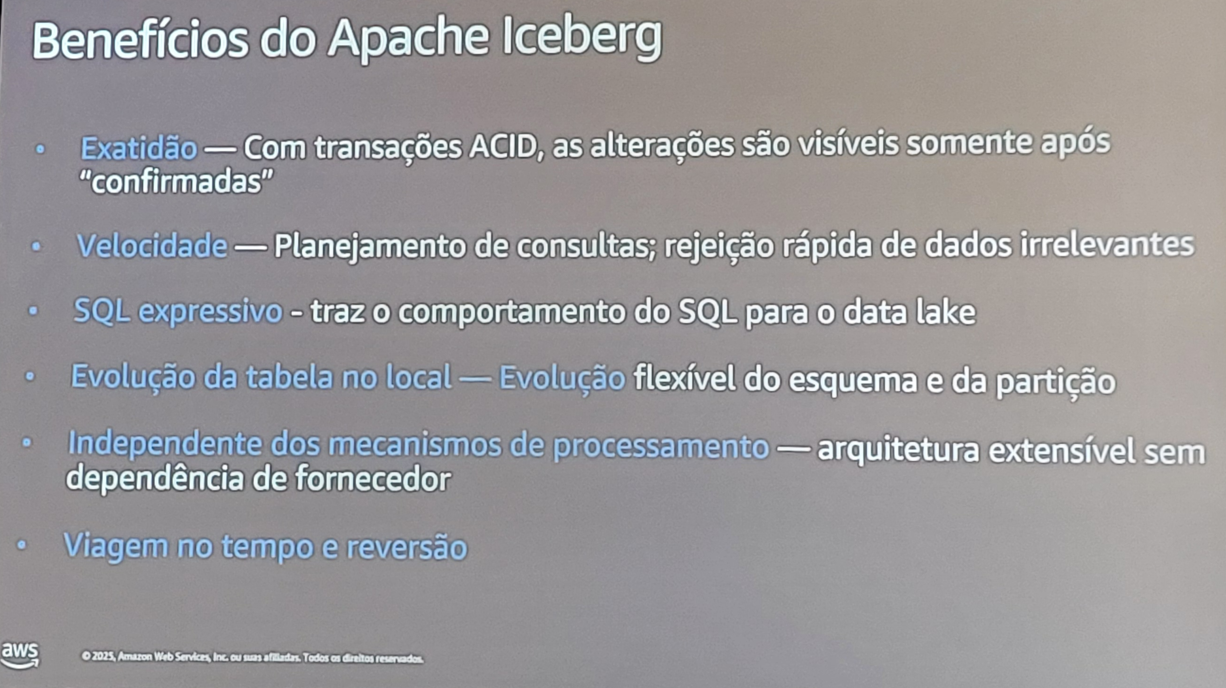 Benefícios do Apache Iceberg
• Exatidão — Com transações ACID, as alterações são visíveis somente após
“confirmadas”
• Velocidade — Planejamento de consultas; rejeição rápida de dados irrelevantes
• SQL expressivo - traz o comportamento do SQL para o data lake
• Evolução da tabela no local — Evolução flexível do esquema e da partição
• Independente dos mecanismos de processamento — arquitetura extensível sem
dependência de fornecedor
• Viagem no tempo e reversão
aws
© 2025, Amazon Web Services, Inc. ou suas afiliadas. Todos os direitos reservados.